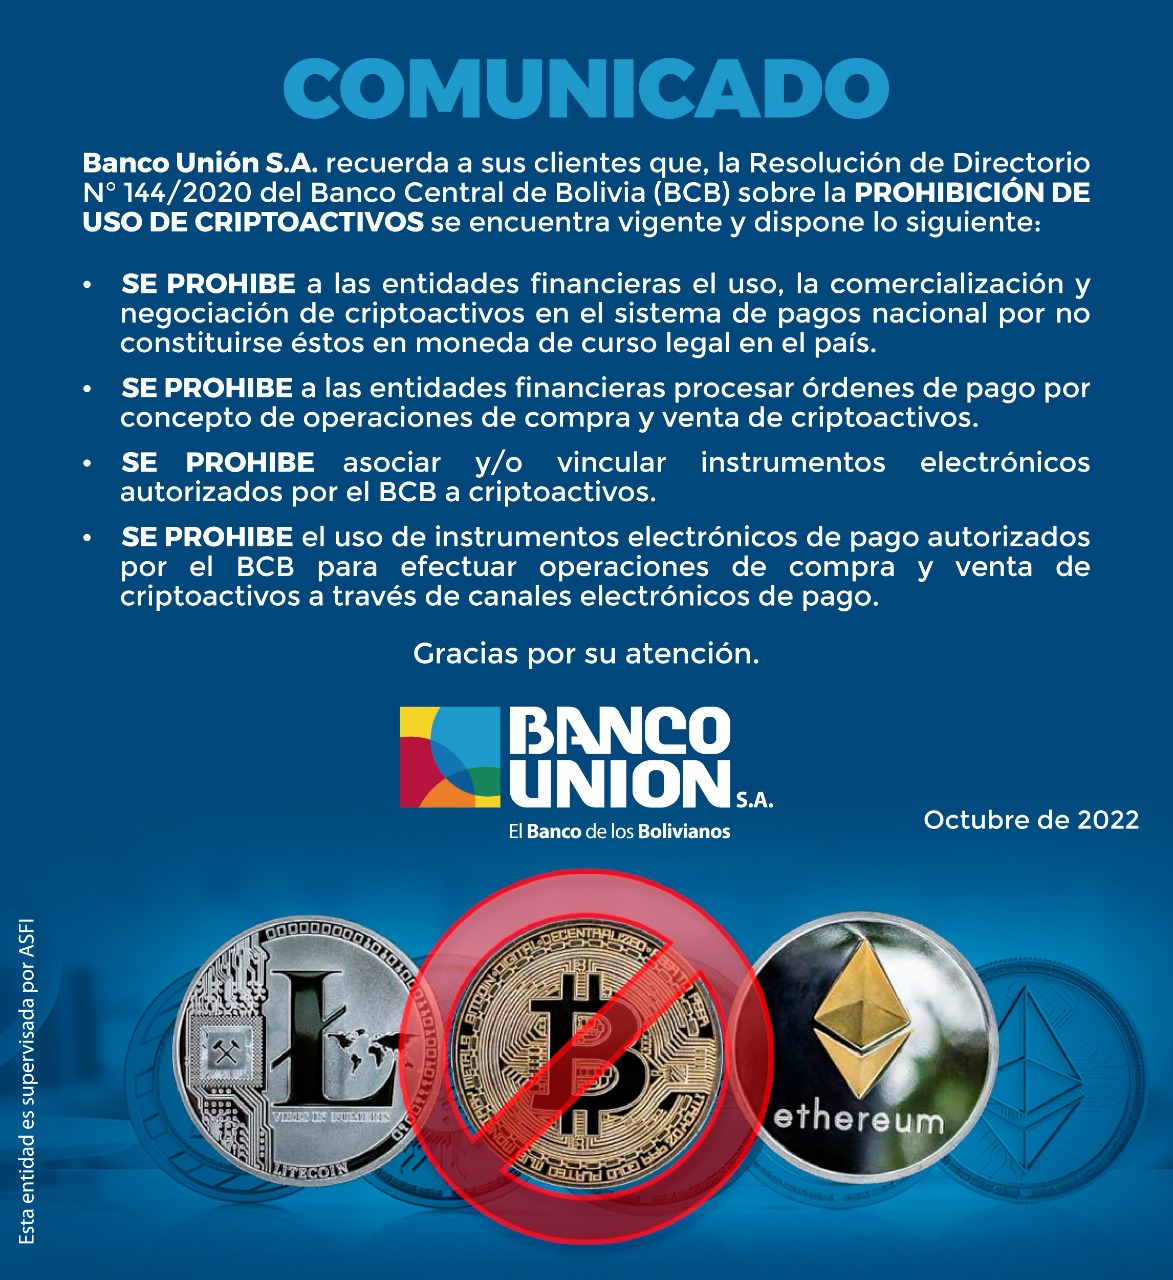 COMUNICADO
Banco Unión S.A. recuerda a sus clientes que, la Resolución de Directorio
N° 144/2020 del Banco Central de Bolivia (BCB) sobre la PROHIBICIÓN DE
USO DE CRIPTOACTIVOS se encuentra vigente y dispone lo siguiente:
• SE PROHIBE a las entidades financieras el uso, la comercialización y
negociación de criptoactivos en el sistema de pagos nacional por no
constituirse éstos en moneda de curso legal en el país.
• SE PROHIBE a las entidades financieras procesar órdenes de pago por
concepto de operaciones de compra y venta de criptoactivos.
• SE PROHIBE asociar y/o vincular instrumentos electrónicos
autorizados por el BCB a criptoactivos.
• SE PROHIBE el uso de instrumentos electrónicos de pago autorizados
por el BCB para efectuar operaciones de compra y venta de
criptoactivos a través de canales electrónicos de pago.
Gracias por su atención.
BANCO
UNION S.A.
El Banco de los Bolivianos
Octubre de 2022
Esta entidad es supervisada por ASFI
VIRES IN NUMERIS
LITECOIN
DECENTRALIZED
ethereum